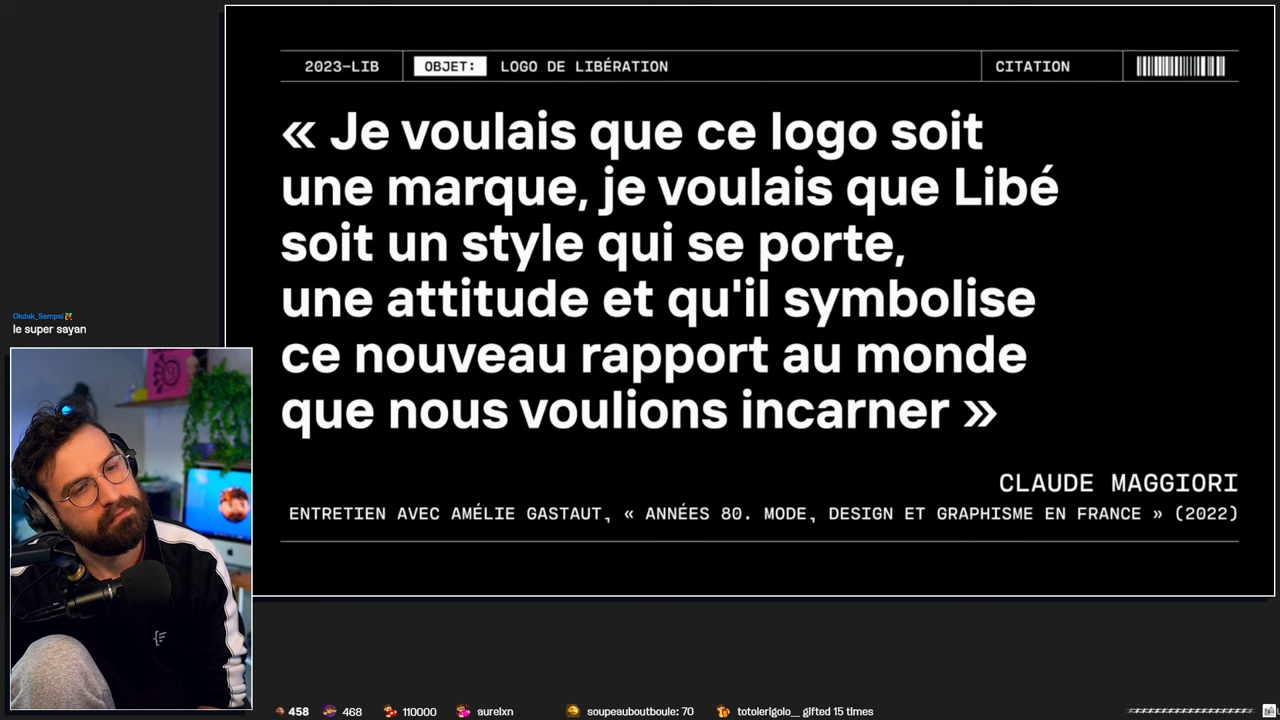 2023-LIB
OBJET:
LOGO DE LIBÉRATION
CITATION
« Je voulais que ce logo soit
une marque, je voulais que Libé
soit un style qui se porte,
une attitude et qu'il symbolise
ce nouveau rapport au monde
que nous voulions incarner »
CLAUDE MAGGIORI
ENTRETIEN AVEC AMÉLIE GASTAUT, « ANNÉES 80. MODE, DESIGN ET GRAPHISME EN FRANCE » (2022)
Okdak_Sempai
le super sayan
458
468
110000
aurelxn
soupeauboutboule: 70
totolerigolo__ gifted 15 times